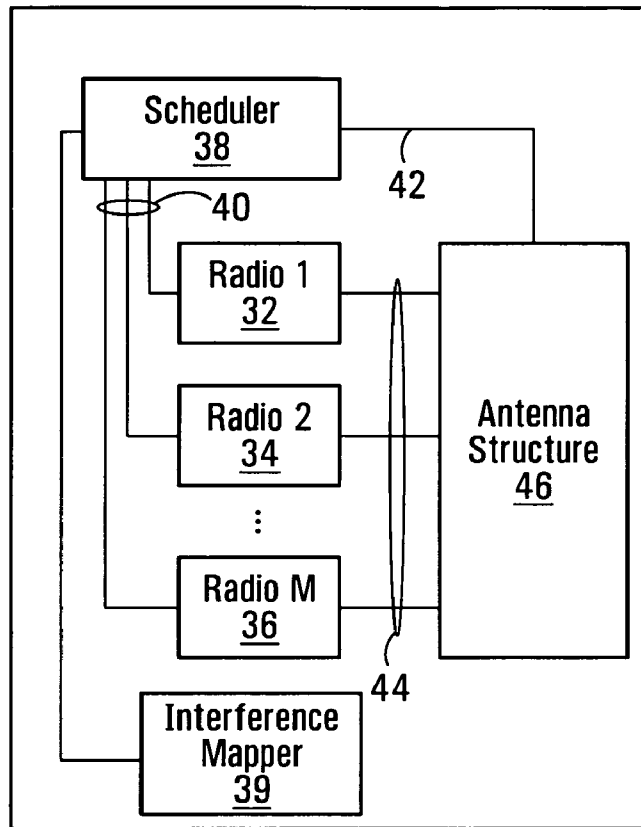 Scheduler
38
42
40
Radio 1
32
Radio 2
34
Antenna
Structure
46
⋮
Radio M
36
44
Interference
Mapper
39